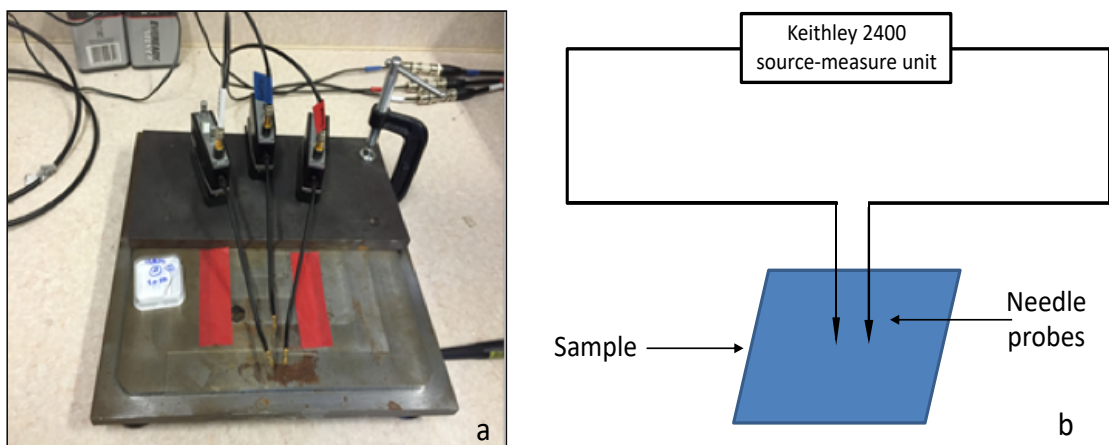 a
Keithley 2400
source-measure unit
Sample
Needle
probes
b